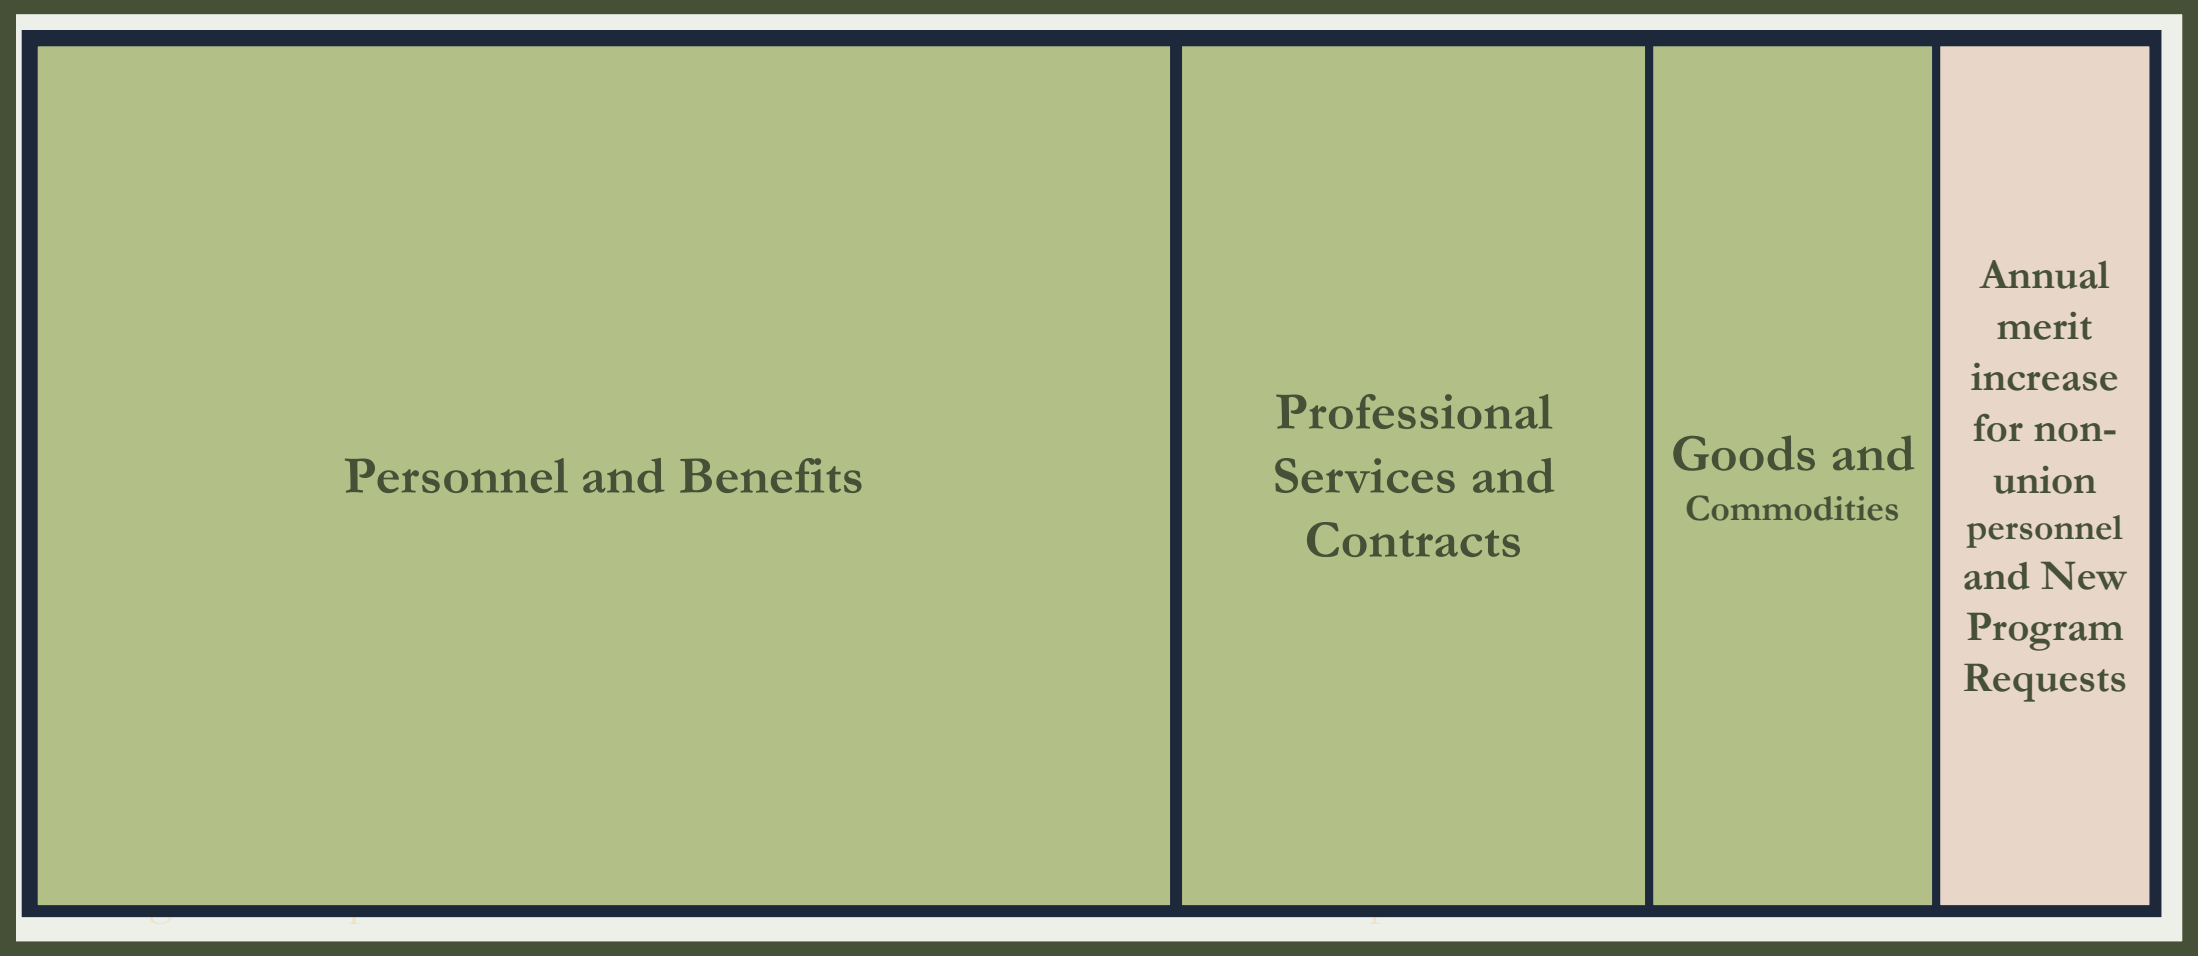 Personnel and Benefits
Professional
Services and
Contracts
Goods and
Commodities
Annual
merit
increase
for non-
union
personnel
and New
Program
Requests